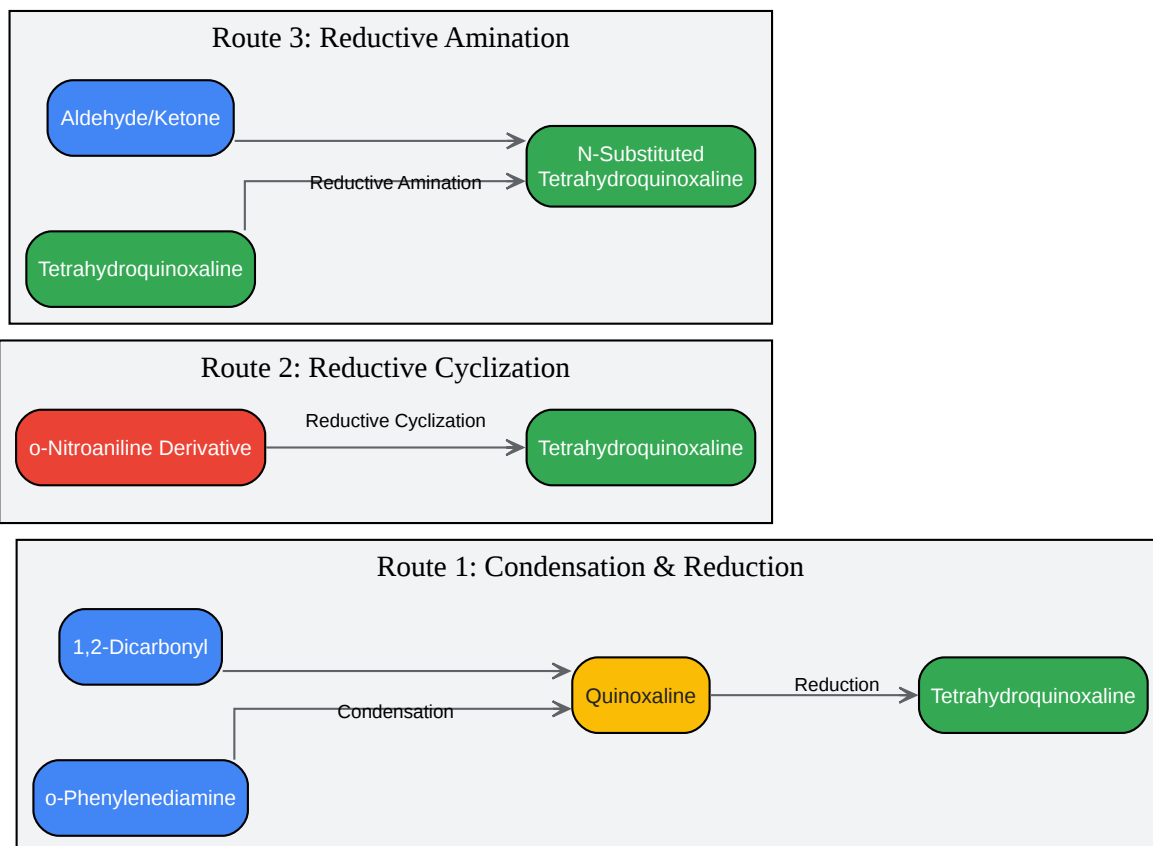 Route 3: Reductive Amination
Aldehyde/Ketone
N-Substituted
Tetrahydroquinoxaline
Reductive Amination
Tetrahydroquinoxaline
Route 2: Reductive Cyclization
Reductive Cyclization
o-Nitroaniline Derivative
Tetrahydroquinoxaline
Route 1: Condensation & Reduction
1,2-Dicarbonyl
Condensation
Quinoxaline
Reduction
Tetrahydroquinoxaline
o-Phenylenediamine